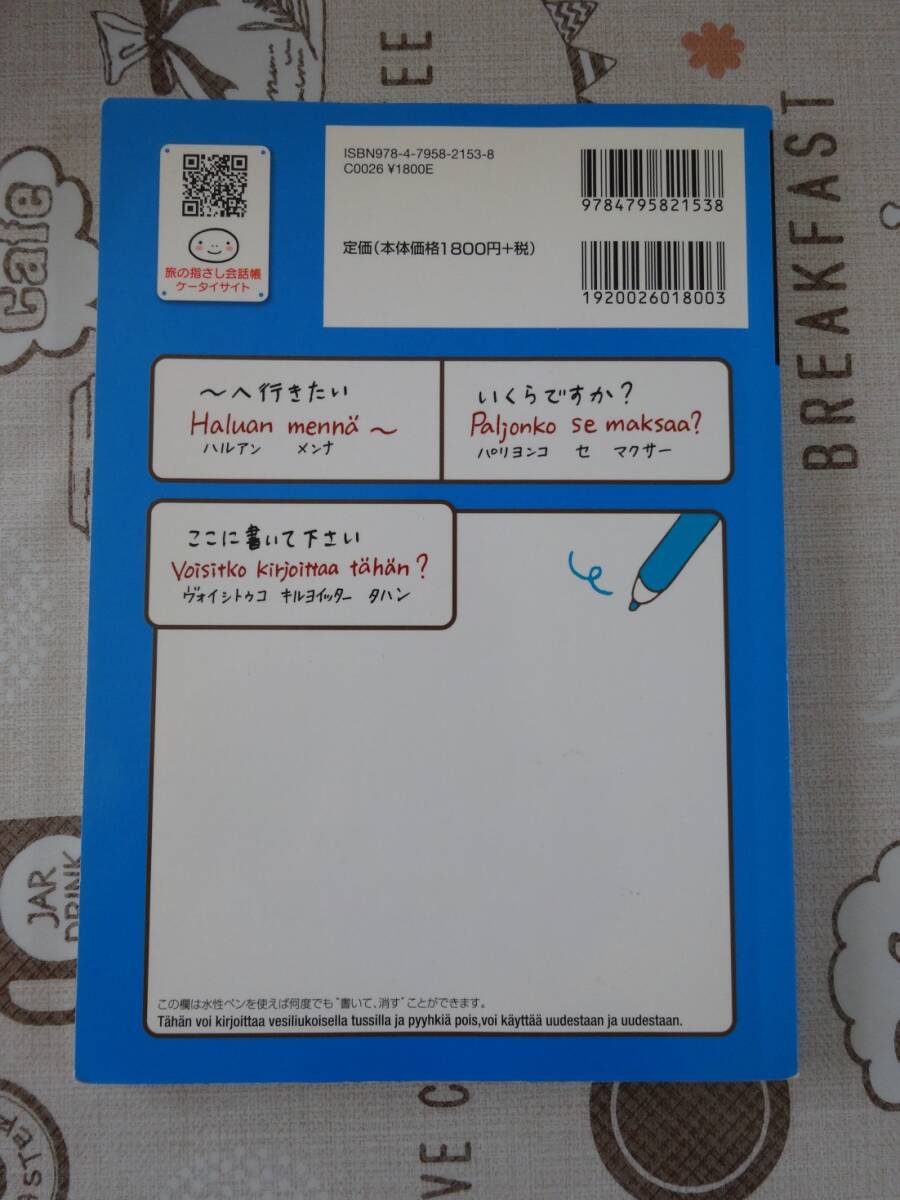 ISBN978-4-7958-2153-8
C0026 ¥1800E
9784795821538
定価(本体価格1800円+税)
1920026018003
旅の指さし会話帳
ケータイサイト
〜へ行きたい
Haluan mennä 〜
ハルアン メンナ
いくらですか?
Paljonko se maksaa?
パリヨンコ セ マクサー
ここに書いて下さい
Voisitko kirjoittaa tähän?
ヴォイシトゥコ キルヨイッター タハン
この欄は水性ペンを使えば何度でも"書いて、消す"ことができます。
Tähän voi kirjoittaa vesiliukoisella tussilla ja pyyhkiä pois,voi käyttää uudestaan ja uudestaan.
Cafe
BREAKFAST
JAR
DRINK